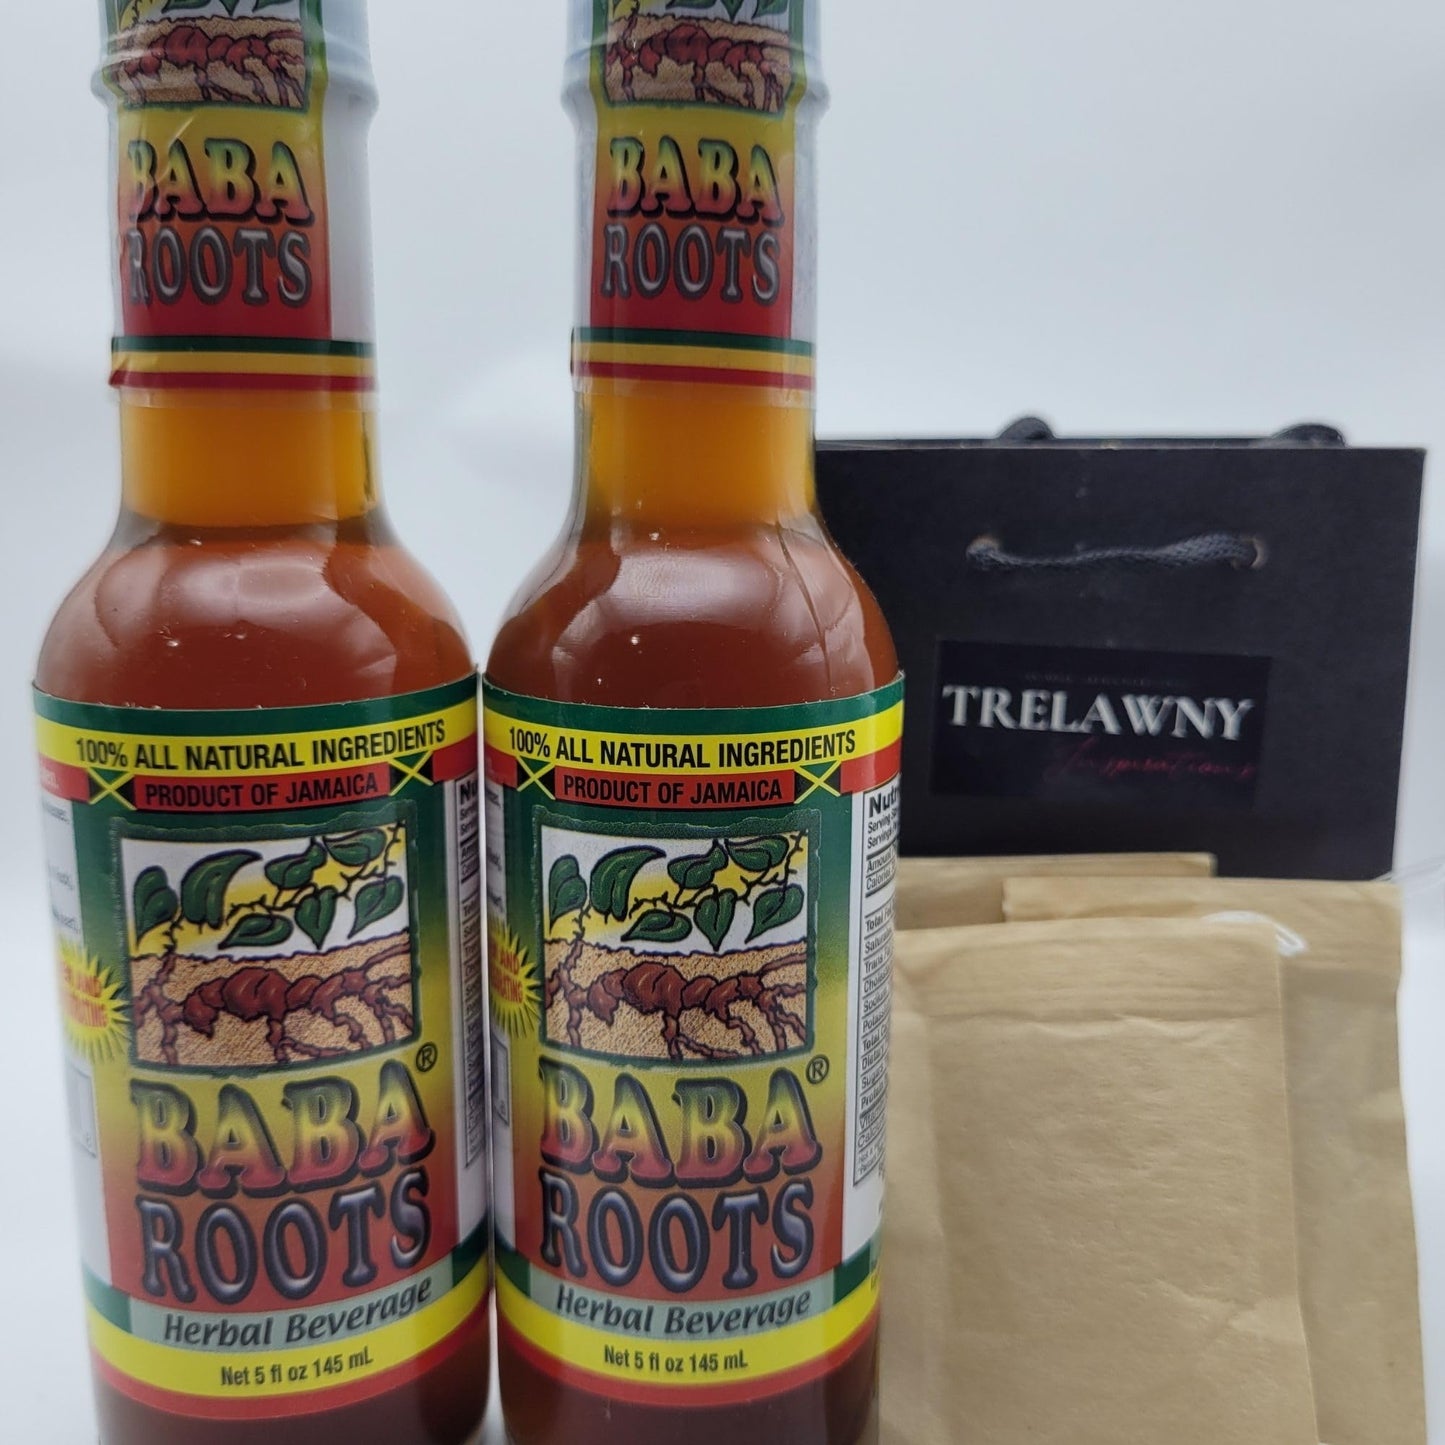 BABA
ROOTS
BABA
ROOTS
100% ALL NATURAL INGREDIENTS
PRODUCT OF JAMAICA
BABA®
ROOTS
Herbal Beverage
Net 5 fl oz 145 mL
100% ALL NATURAL INGREDIENTS
PRODUCT OF JAMAICA
AND
BABA®
ROOTS
Herbal Beverage
Net 5 fl oz 145 mL
TRELAWNY
Inspirations